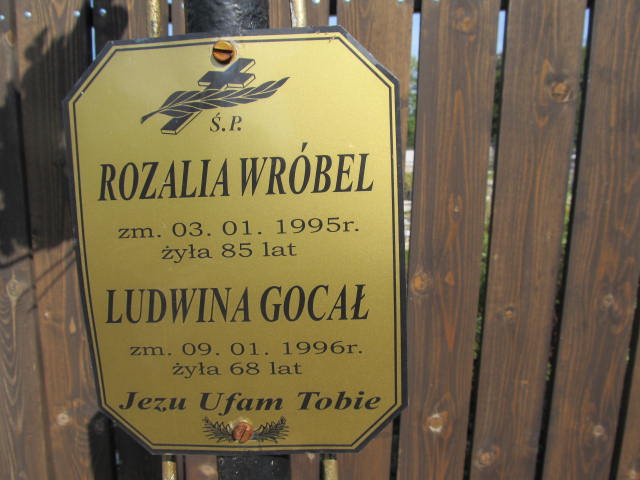 Ś.P.
ROZALIA WRÓBEL
zm. 03. 01. 1995r.
żyła 85 lat
LUDWINA GOCAŁ
zm. 09. 01. 1996r.
żyła 68 lat
Jezu Ufam Tobie